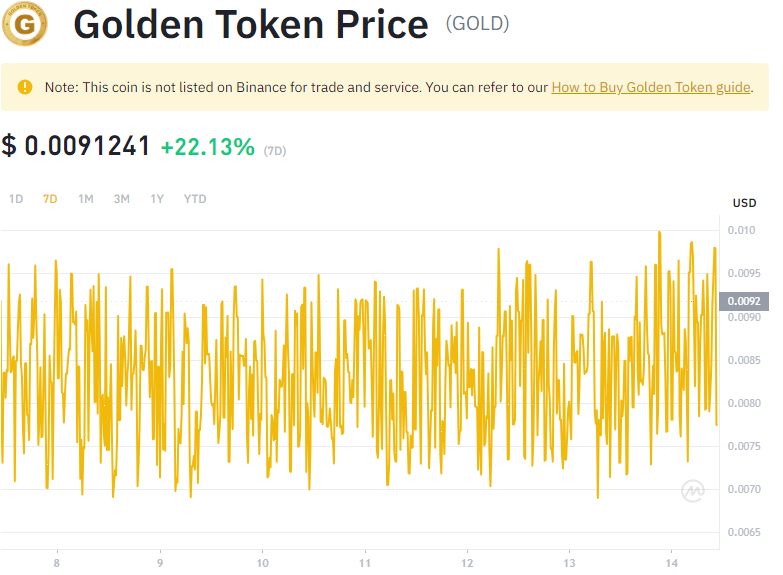 Golden Token Price (GOLD)
Note: This coin is not listed on Binance for trade and service. You can refer to our How to Buy Golden Token guide.
$ 0.0091241 +22.13% (7D)
1D 7D 1M 3M 1Y YTD
USD
0.010
0.0095
0.0092
0.0090
0.0085
0.0080
0.0075
0.0070
0.0065
8 9 10 11 12 13 14